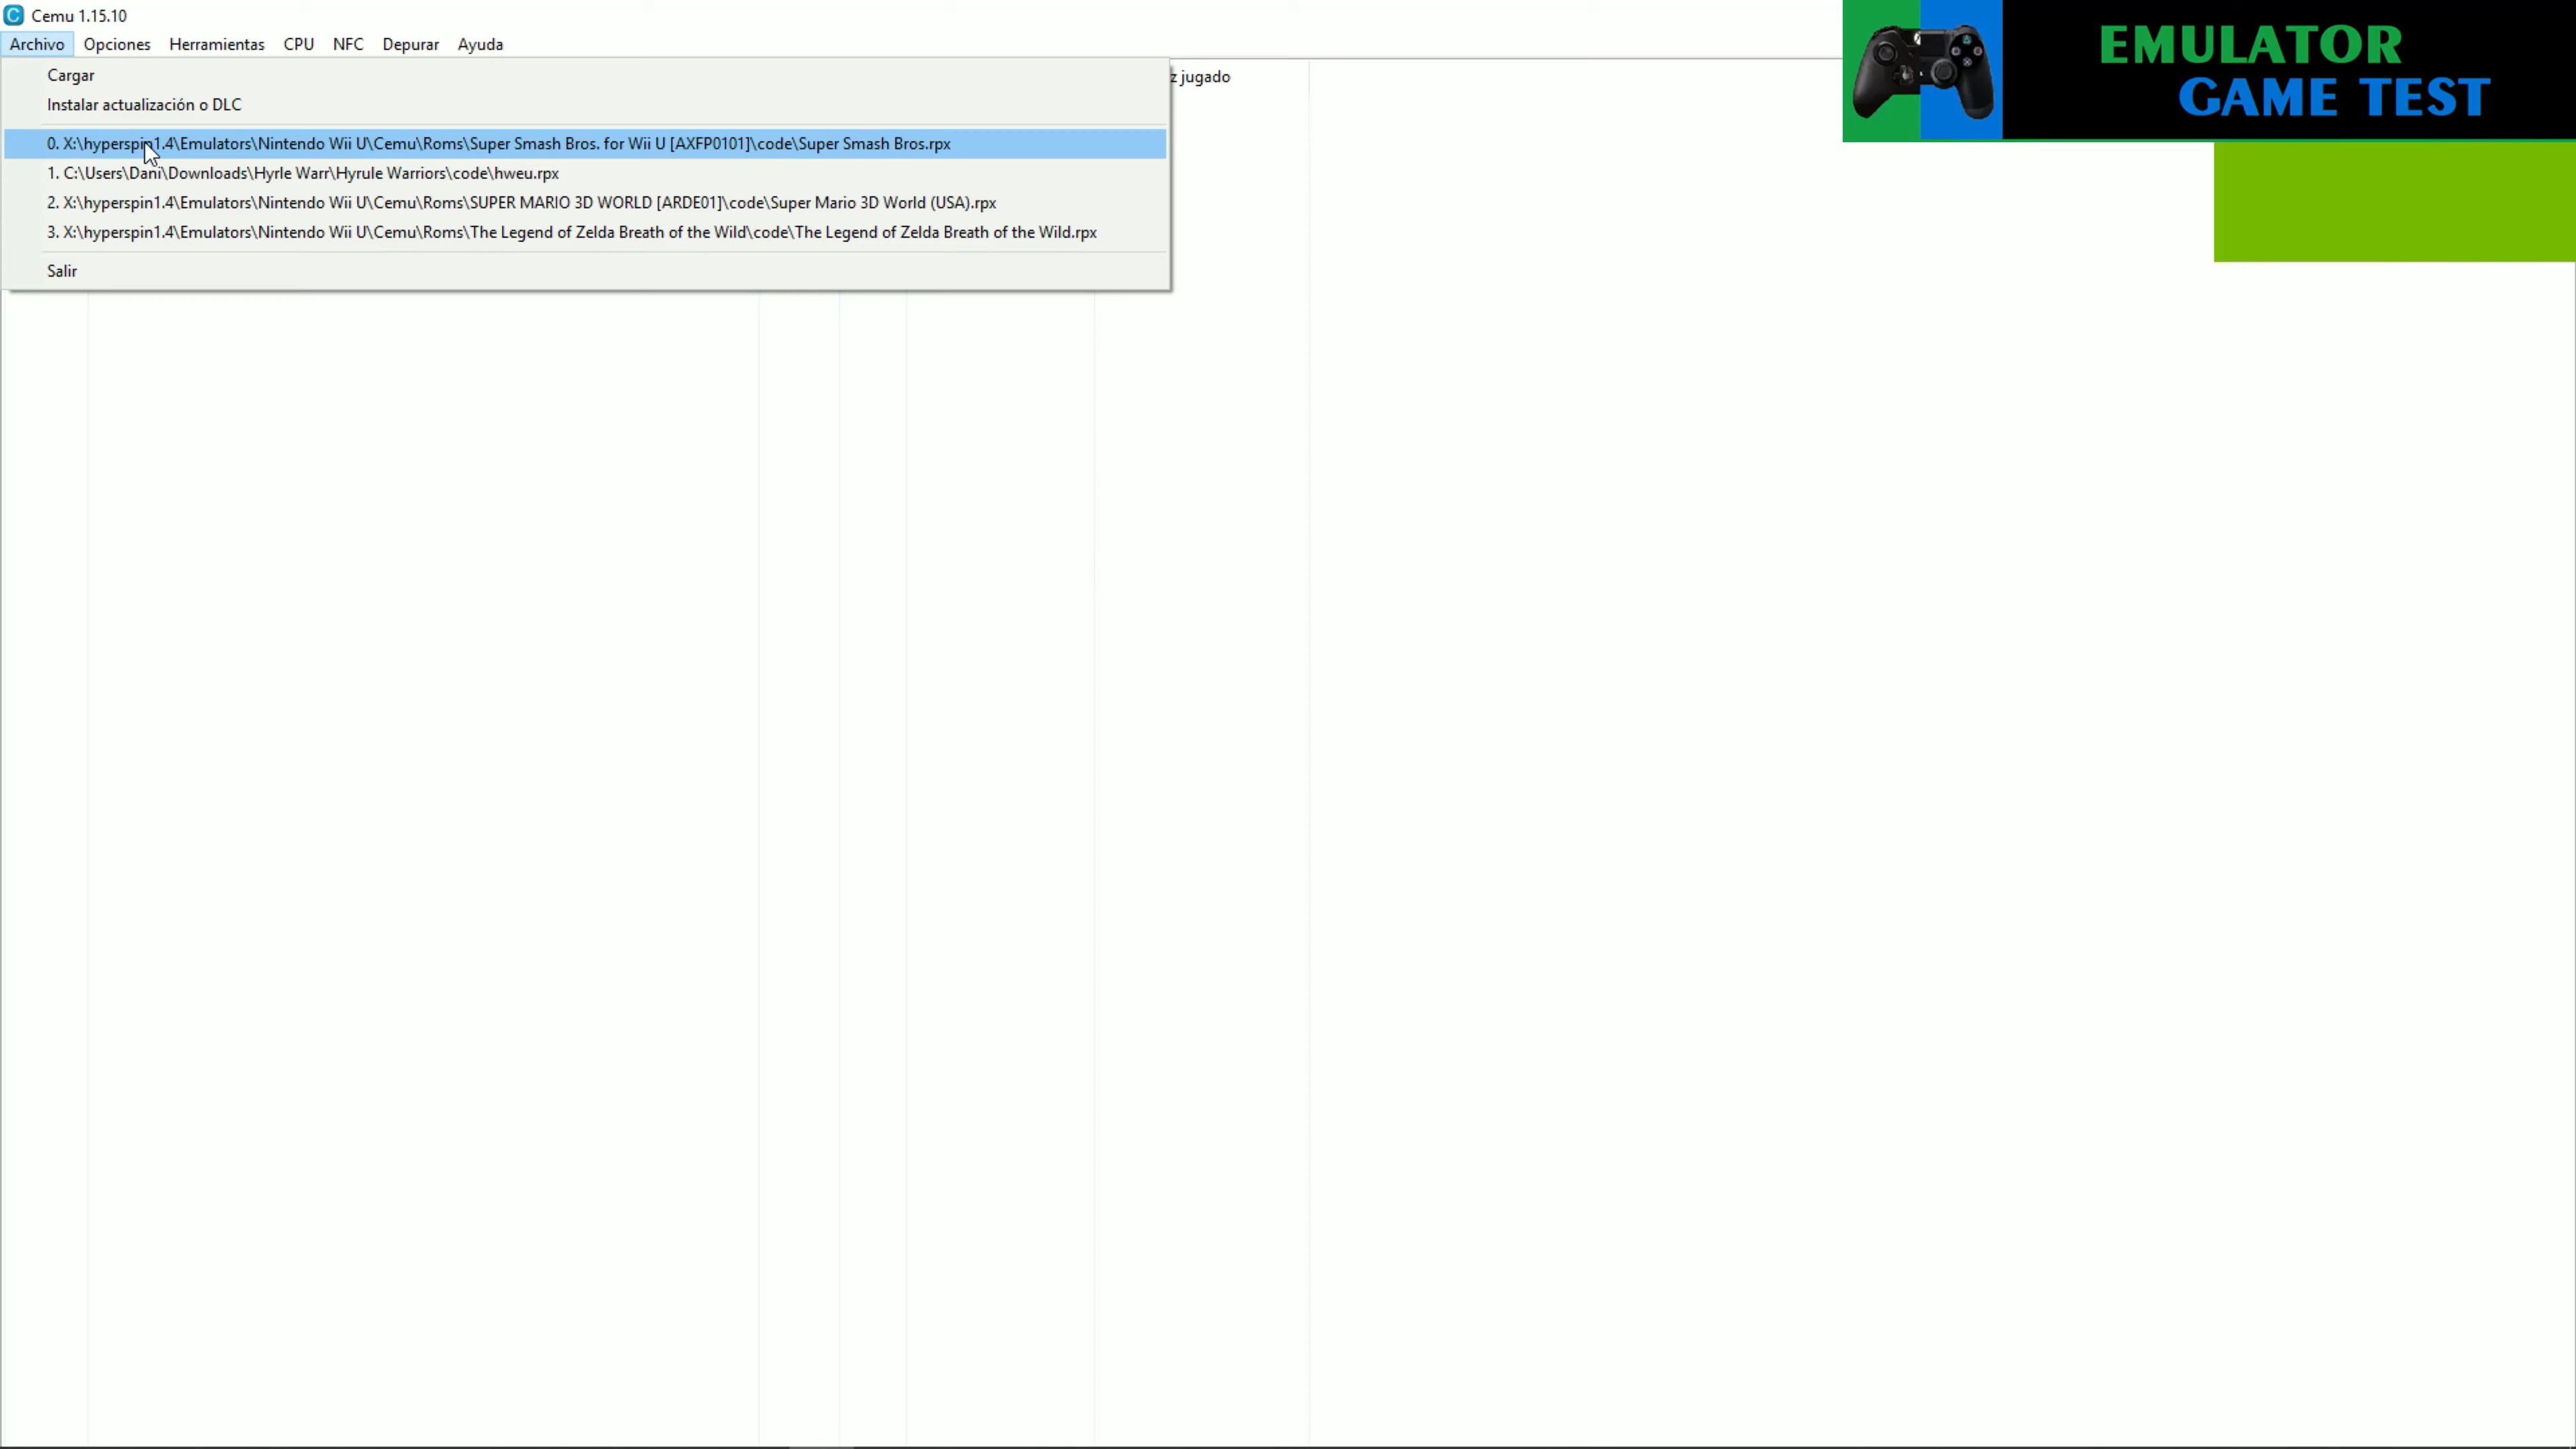 Cemu 1.15.10
Archivo Opciones Herramientas CPU NFC Depurar Ayuda
EMULATOR
GAME TEST
Cargar
z jugado
Instalar actualización o DLC
0. X:\hyperspin1.4\Emulators\Nintendo Wii U\Cemu\Roms\Super Smash Bros. for Wii U [AXFP0101]\code\Super Smash Bros.rpx
1. C:\Users\Dani\Downloads\Hyrle Warr\Hyrule Warriors\code\hweu.rpx
2. X:\hyperspin1.4\Emulators\Nintendo Wii U\Cemu\Roms\SUPER MARIO 3D WORLD [ARDE01]\code\Super Mario 3D World (USA).rpx
3. X:\hyperspin1.4\Emulators\Nintendo Wii U\Cemu\Roms\The Legend of Zelda Breath of the Wild\code\The Legend of Zelda Breath of the Wild.rpx
Salir